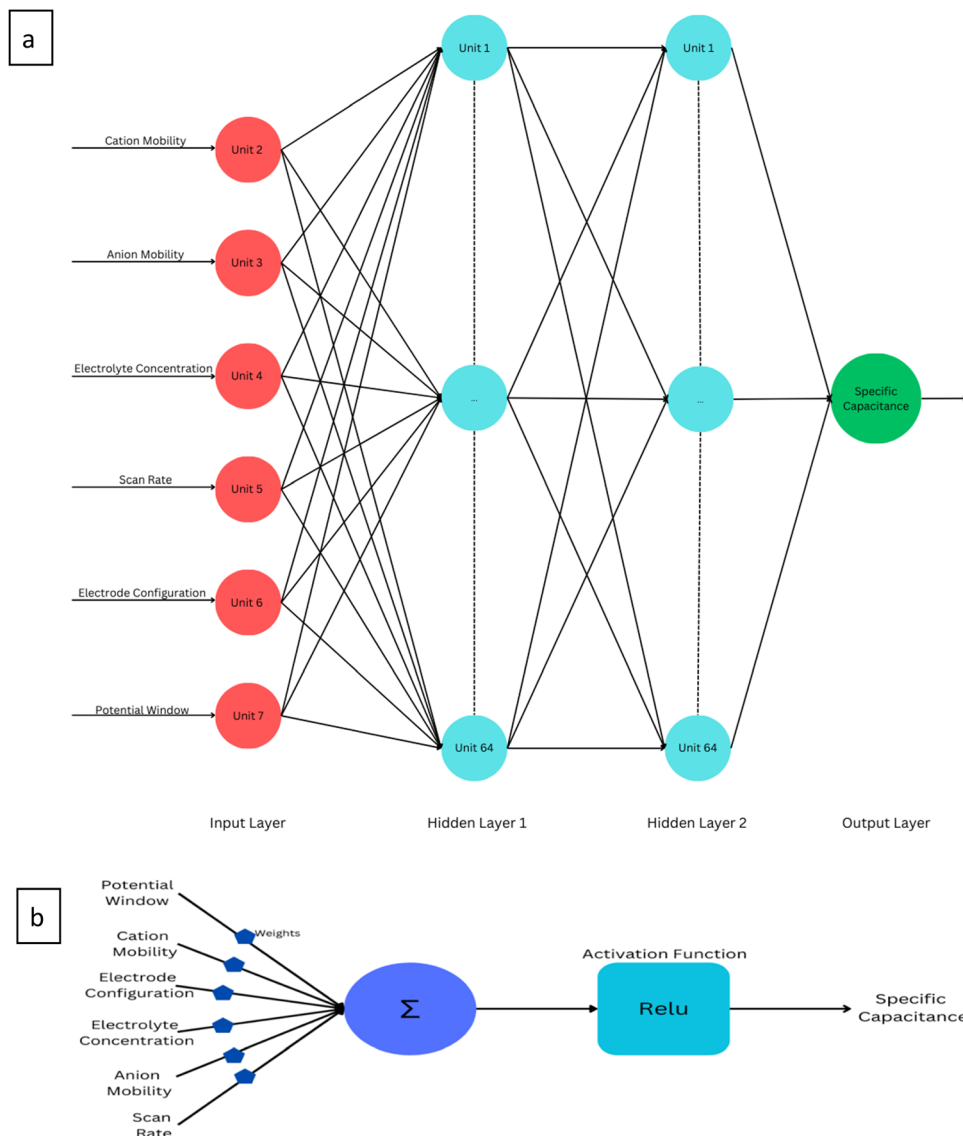 a
Unit 1
Unit 1
Cation Mobility
Unit 2
Anion Mobility
Unit 3
Electrolyte Concentration
Unit 4
...
...
Specific
Capacitance
Scan Rate
Unit 5
Electrode Configuration
Unit 6
Potential Window
Unit 7
Unit 64
Unit 64
Input Layer
Hidden Layer 1
Hidden Layer 2
Output Layer
b
Potential
Window
Weights
Cation
Mobility
Electrode
Configuration
Electrolyte
Concentration
Anion
Mobility
Scan
Rate
Σ
Activation Function
Relu
Specific
Capacitance